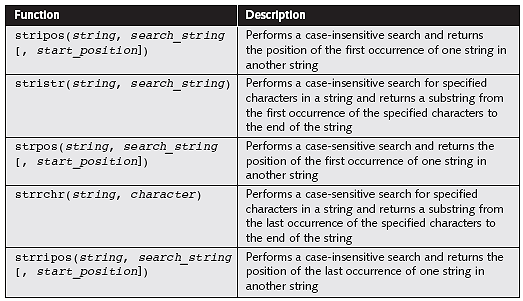 Function Description
stripos(string, search_string Performs a case-insensitive search and returns
[, start_position]) the position of the first occurrence of one string in
another string
stristr(string, search_string) Performs a case-insensitive search for specified
characters in a string and returns a substring from
the first occurrence of the specified characters to
the end of the string
strpos(string, search_string Performs a case-sensitive search and returns the
[, start_position]) position of the first occurrence of one string in
another string
strrchr(string, character) Performs a case-sensitive search for specified
characters in a string and returns a substring from
the last occurrence of the specified characters to
the end of the string
strripos(string, search_string Performs a case-insensitive search and returns the
[, start_position]) position of the last occurrence of one string in
another string